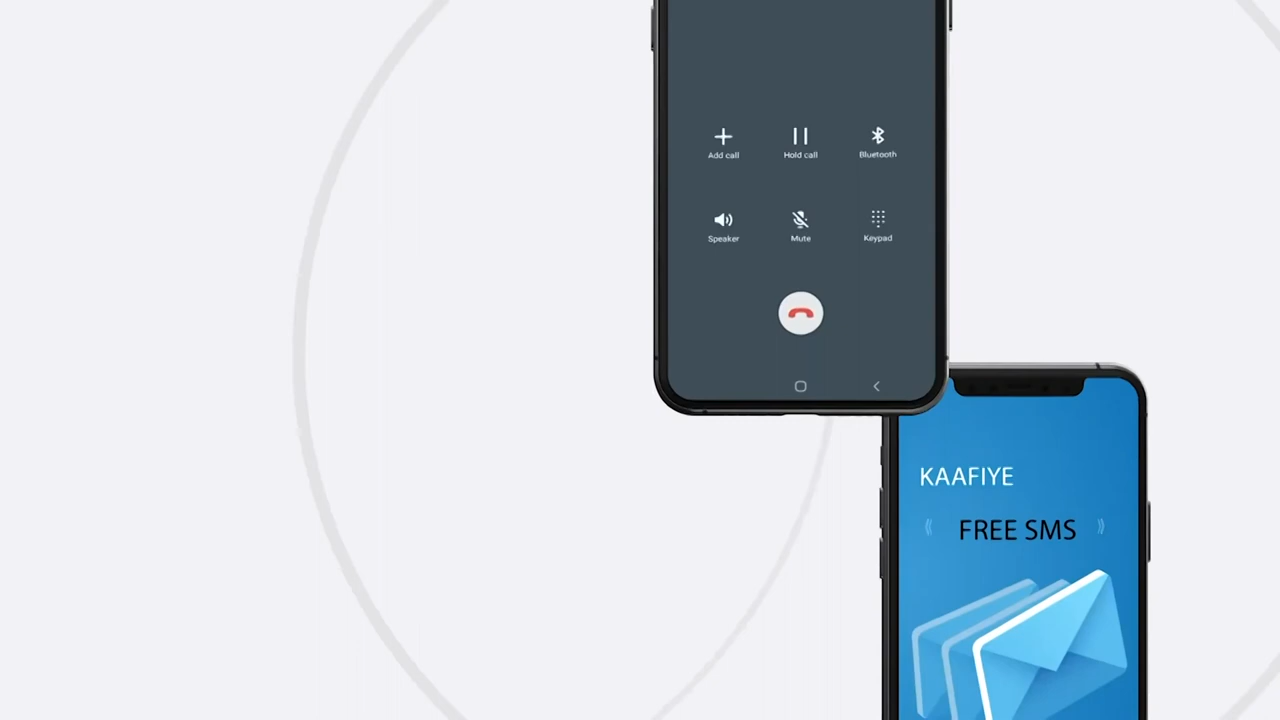 Add call
Hold call
Bluetooth
Speaker
Mute
Keypad
KAAFIYE
FREE SMS